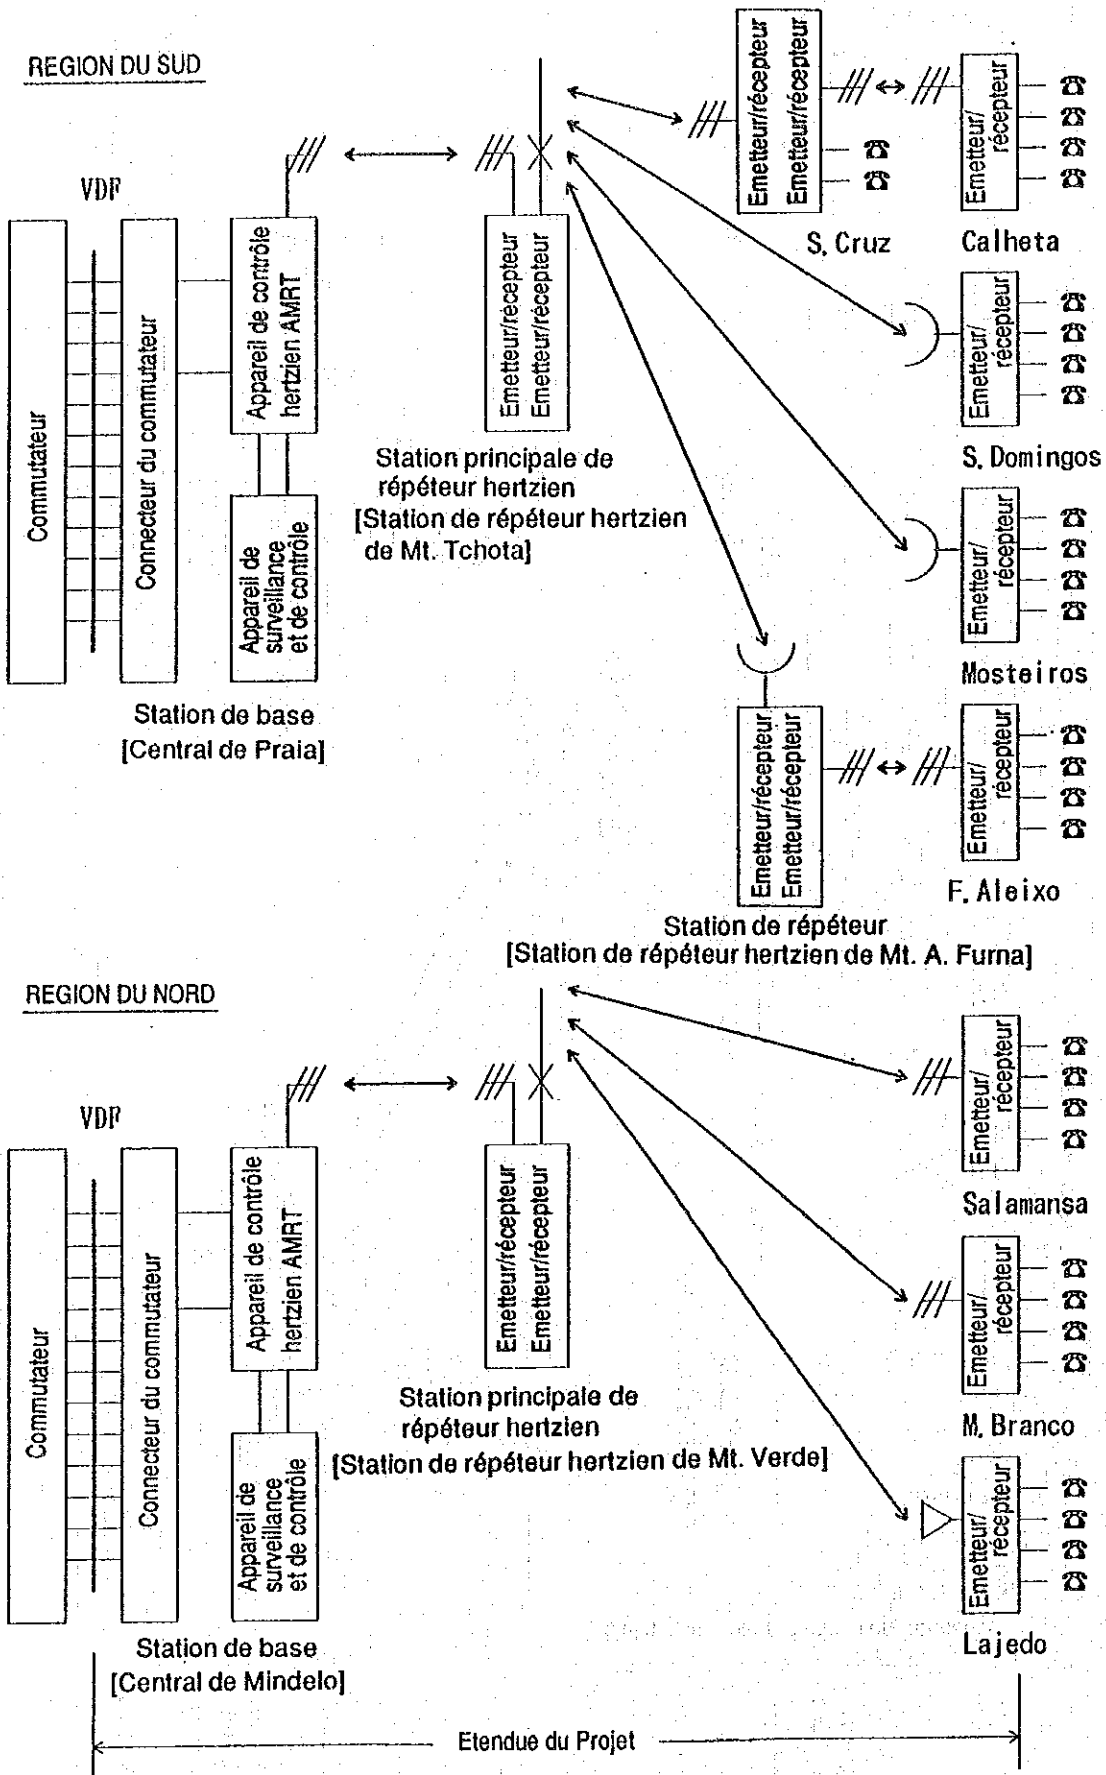 REGION DU SUD
VDF
Commutateur
Connecteur du commutateur
Appareil de contrôle
hertzien AMRT
Appareil de
surveillance
et de contrôle
Station de base
[Central de Praia]
Emetteur/récepteur
Emetteur/récepteur
Station principale de
répéteur hertzien
[Station de répéteur hertzien
de Mt. Tchota]
Emetteur/récepteur
Emetteur/récepteur
S. Cruz
Emetteur/
récepteur
Calheta
Emetteur/
récepteur
S. Domingos
Emetteur/
récepteur
Mosteiros
Emetteur/récepteur
Emetteur/récepteur
Station de répéteur
[Station de répéteur hertzien de Mt. A. Furna]
Emetteur/
récepteur
F. Aleixo
REGION DU NORD
VDF
Commutateur
Connecteur du commutateur
Appareil de contrôle
hertzien AMRT
Appareil de
surveillance
et de contrôle
Station de base
[Central de Mindelo]
Emetteur/récepteur
Emetteur/récepteur
Station principale de
répéteur hertzien
[Station de répéteur hertzien de Mt. Verde]
Emetteur/
récepteur
Salamansa
Emetteur/
récepteur
M. Branco
Emetteur/
récepteur
Lajedo
Etendue du Projet